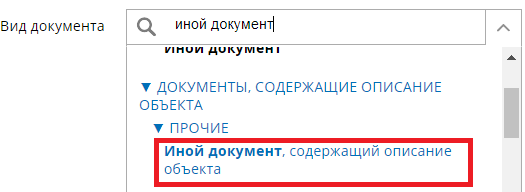 Вид документа
иной документ
Иной документ
▼ ДОКУМЕНТЫ, СОДЕРЖАЩИЕ ОПИСАНИЕ
ОБЪЕКТА
▼ ПРОЧИЕ
Иной документ, содержащий описание
объекта